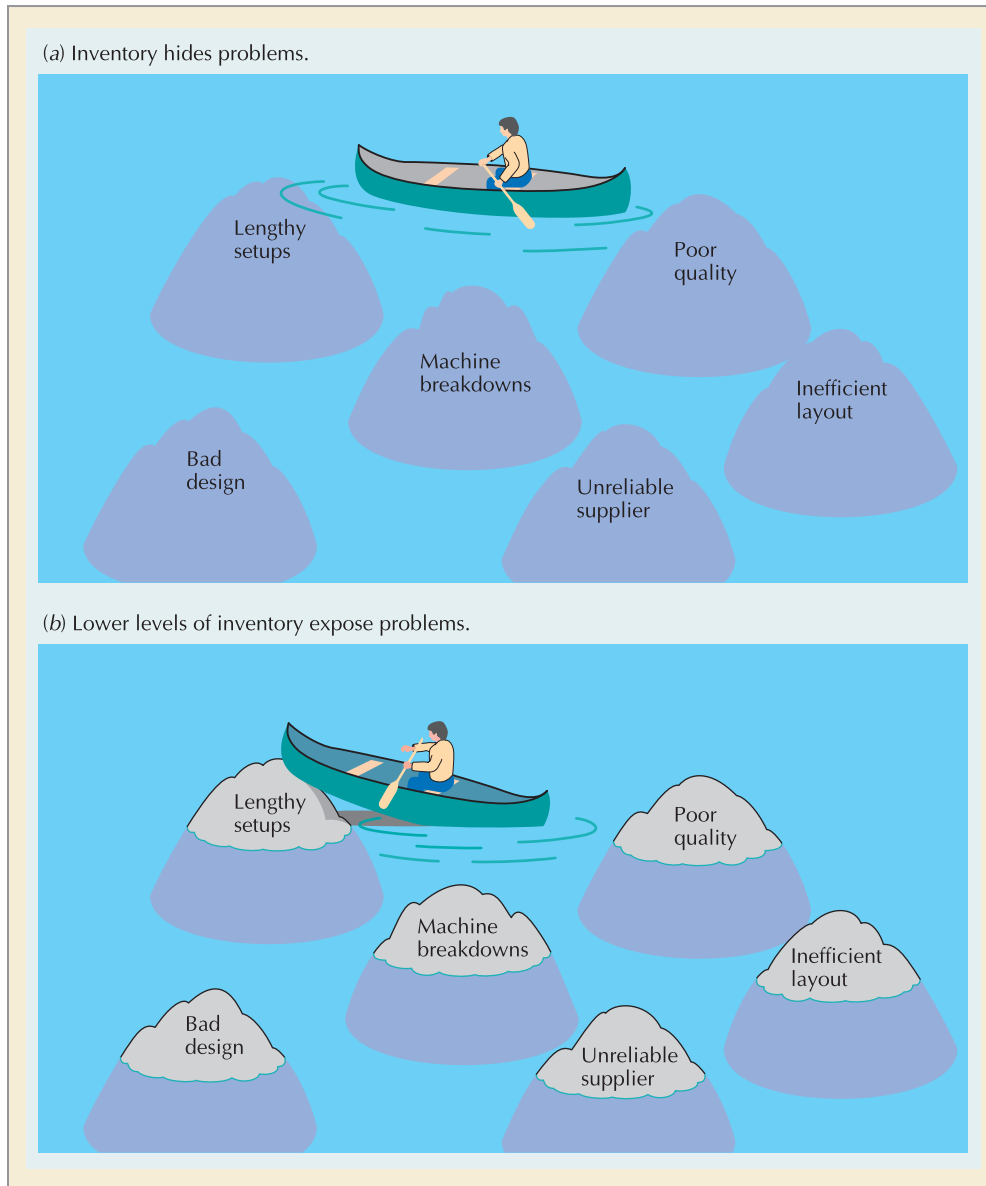 (a) Inventory hides problems.
Lengthy
setups
Poor
quality
Machine
breakdowns
Inefficient
layout
Bad
design
Unreliable
supplier
(b) Lower levels of inventory expose problems.
Lengthy
setups
Poor
quality
Machine
breakdowns
Inefficient
layout
Bad
design
Unreliable
supplier